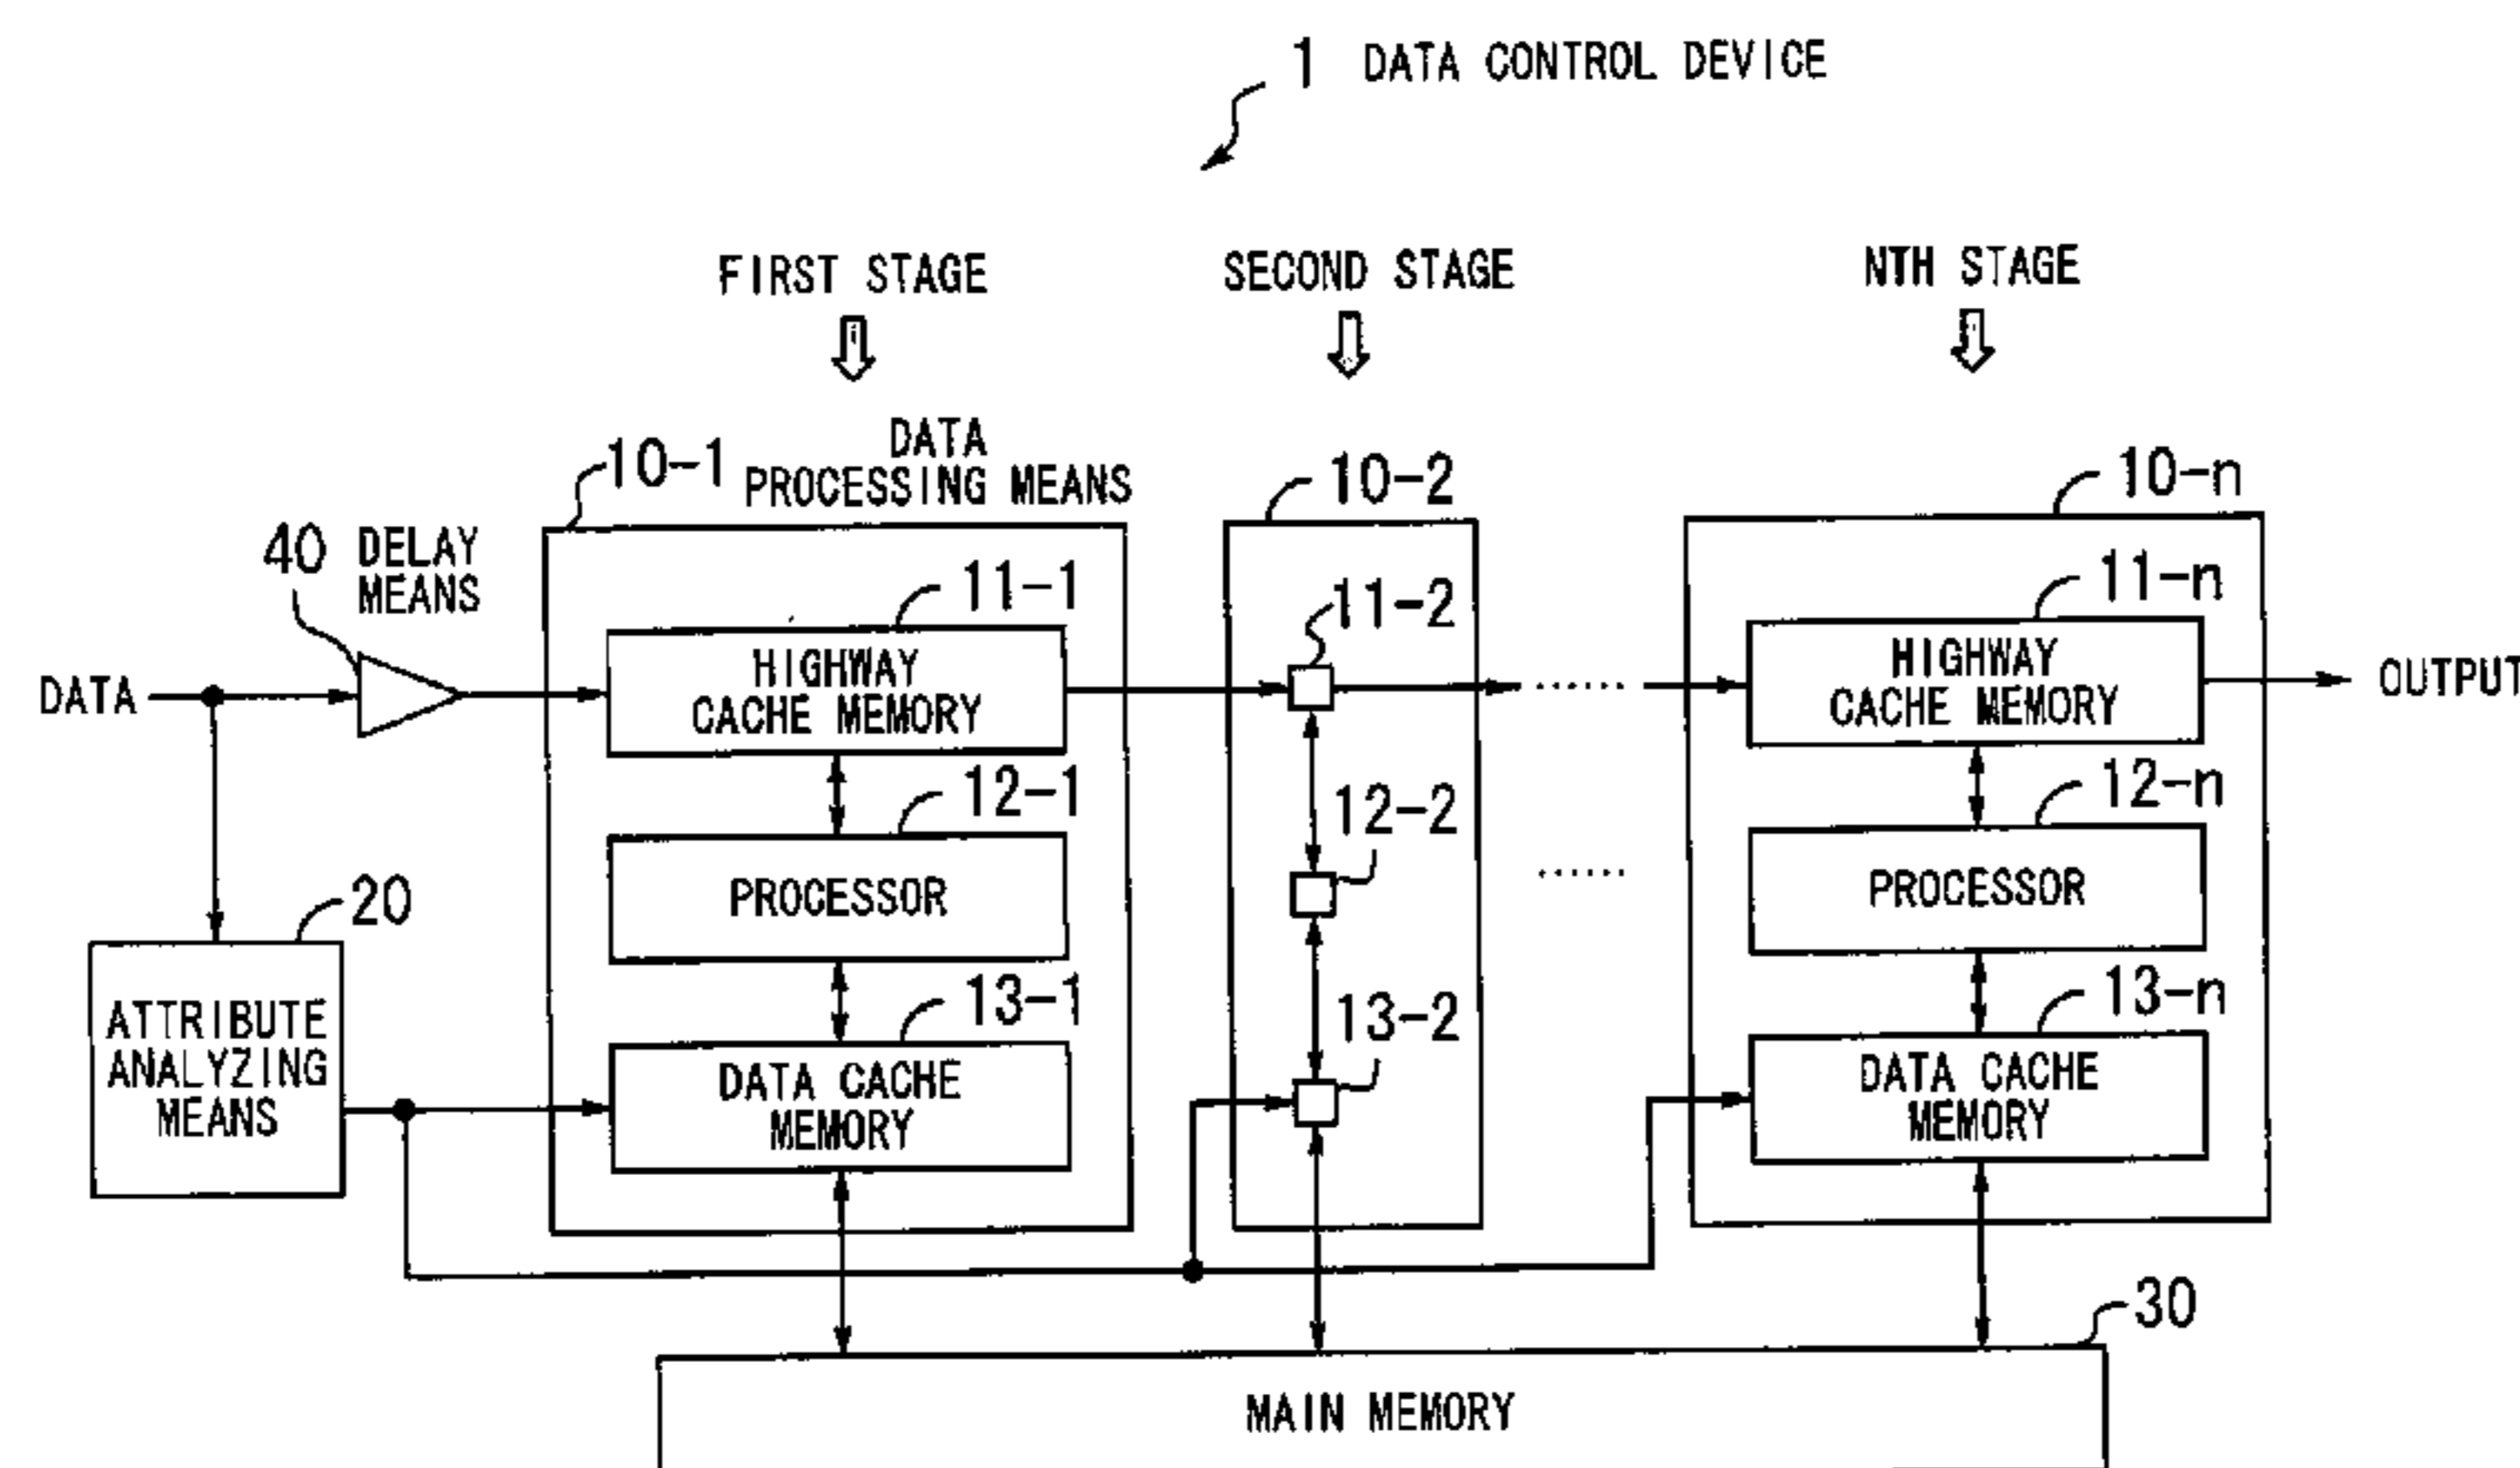 1 DATA CONTROL DEVICE
FIRST STAGE
SECOND STAGE
NTH STAGE
10-1
DATA
PROCESSING MEANS
10-2
10-n
40 DELAY
MEANS
11-1
11-2
11-n
DATA
HIGHWAY
CACHE MEMORY
HIGHWAY
CACHE MEMORY
OUTPUT
12-1
12-2
12-n
20
PROCESSOR
PROCESSOR
13-1
13-2
13-n
ATTRIBUTE
ANALYZING
MEANS
DATA CACHE
MEMORY
DATA CACHE
MEMORY
30
MAIN MEMORY